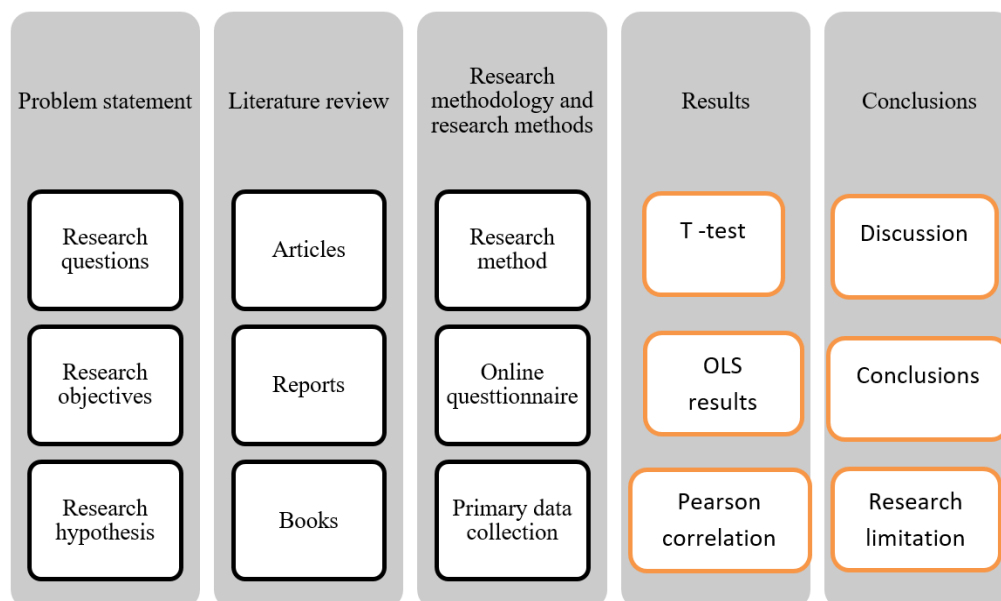 Problem statement
Research
questions
Research
objectives
Research
hypothesis
Literature review
Articles
Reports
Books
Research
methodology and
research methods
Research
method
Online
questtionnaire
Primary data
collection
Results
T -test
OLS
results
Pearson
correlation
Conclusions
Discussion
Conclusions
Research
limitation